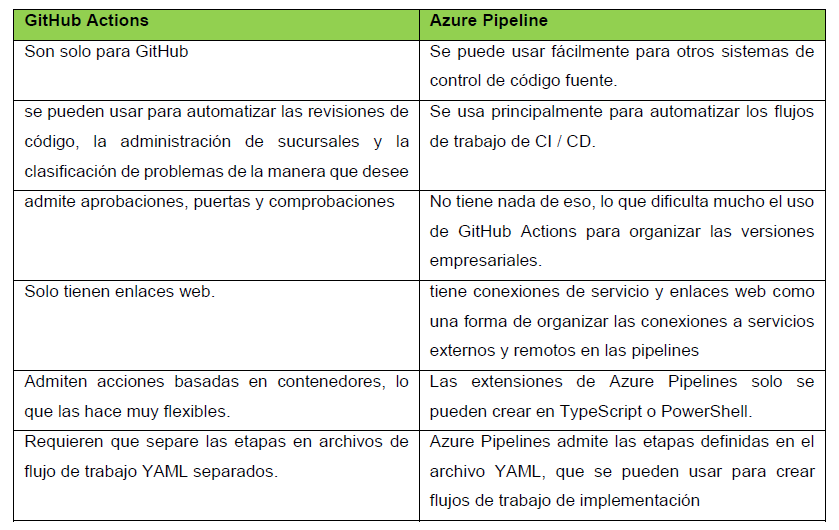 GitHub Actions
Azure Pipeline
Son solo para GitHub
Se puede usar fácilmente para otros sistemas de
control de código fuente.
se pueden usar para automatizar las revisiones de
código, la administración de sucursales y la
clasificación de problemas de la manera que desee
Se usa principalmente para automatizar los flujos
de trabajo de CI / CD.
admite aprobaciones, puertas y comprobaciones
No tiene nada de eso, lo que dificulta mucho el uso
de GitHub Actions para organizar las versiones
empresariales.
Solo tienen enlaces web.
tiene conexiones de servicio y enlaces web como
una forma de organizar las conexiones a servicios
externos y remotos en las pipelines
Admiten acciones basadas en contenedores, lo
que las hace muy flexibles.
Las extensiones de Azure Pipelines solo se
pueden crear en TypeScript o PowerShell.
Requieren que separe las etapas en archivos de
flujo de trabajo YAML separados.
Azure Pipelines admite las etapas definidas en el
archivo YAML, que se pueden usar para crear
flujos de trabajo de implementación